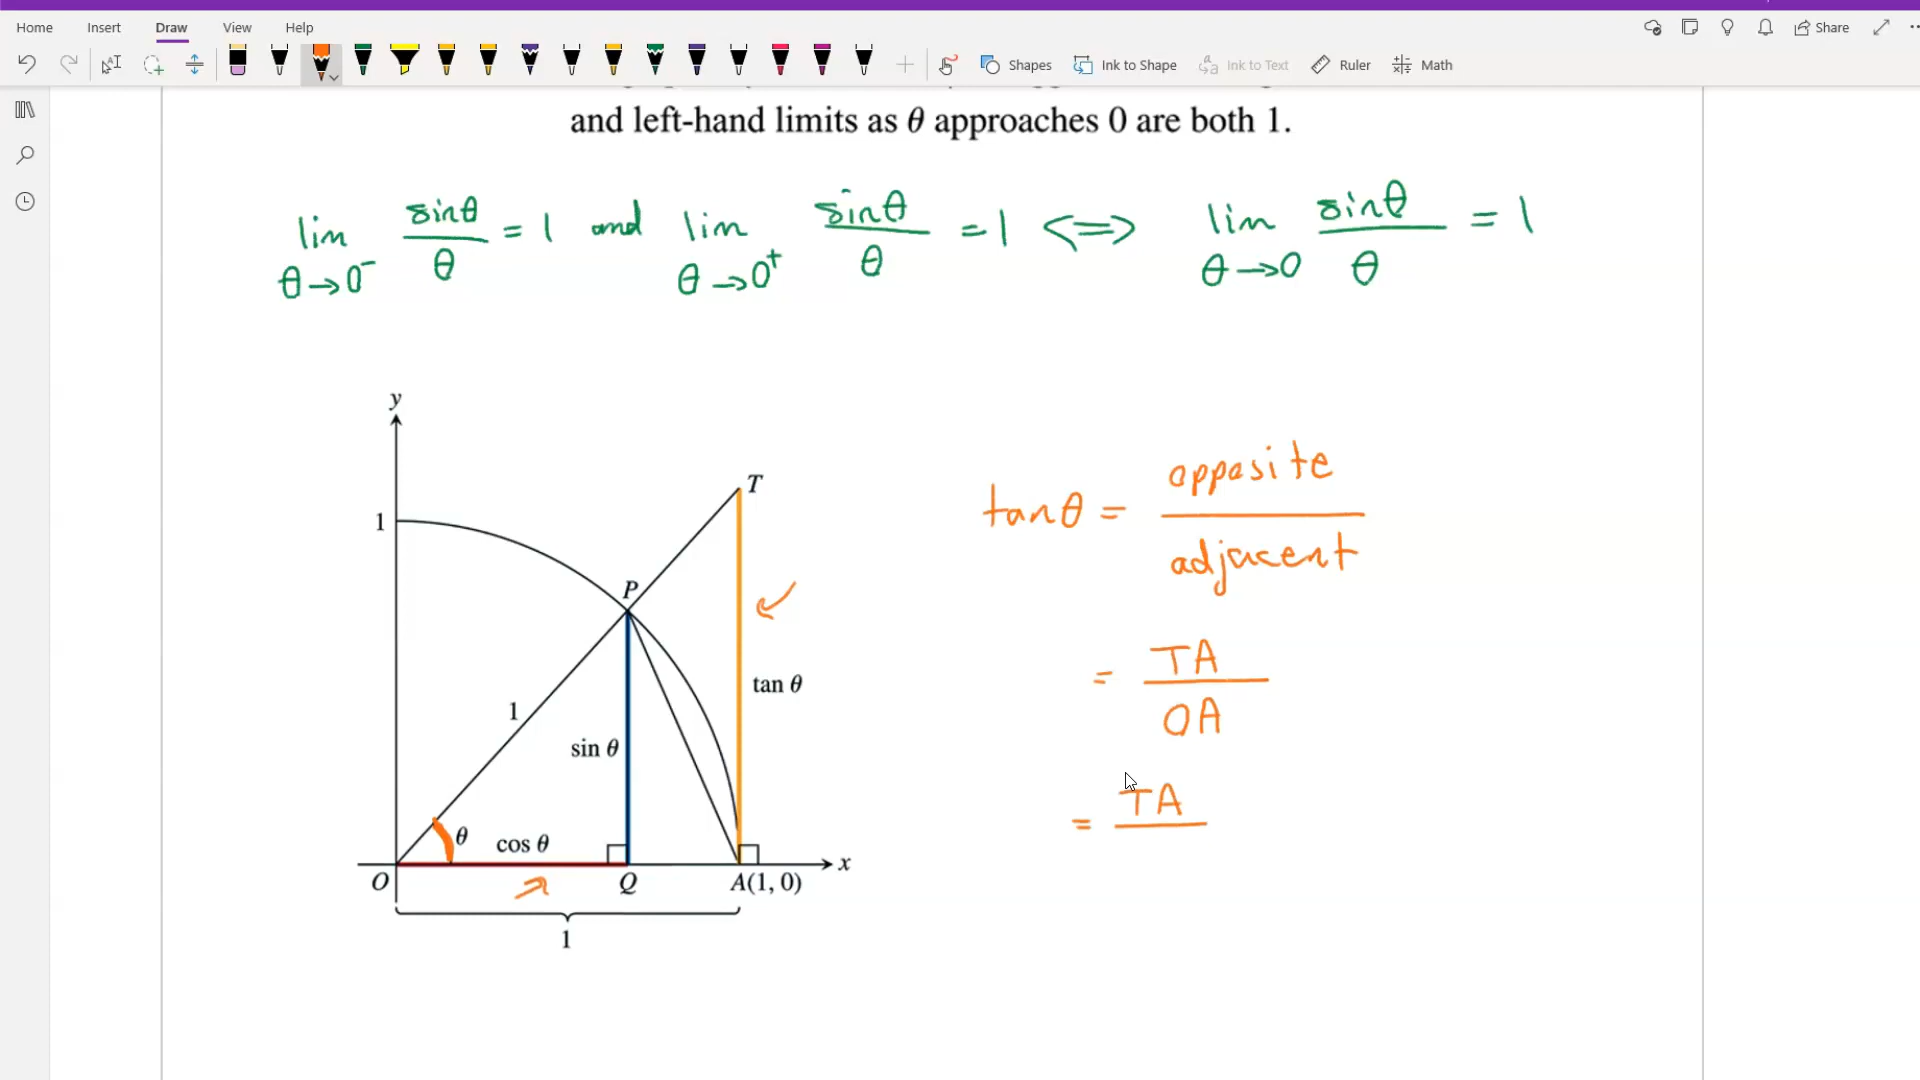 Home Insert Draw View Help Share
Shapes Ink to Shape Ink to Text Ruler Math
and left-hand limits as θ approaches 0 are both 1.
lim θ→0⁻ sinθ/θ = 1 and lim θ→0⁺ sinθ/θ = 1 <=> lim θ→0 sinθ/θ = 1
y
T
1
P
tanθ = opposite/adjacent
= TA/OA
1
tan θ
sin θ
= TA
θ
cos θ
x
O
Q
A(1, 0)
1